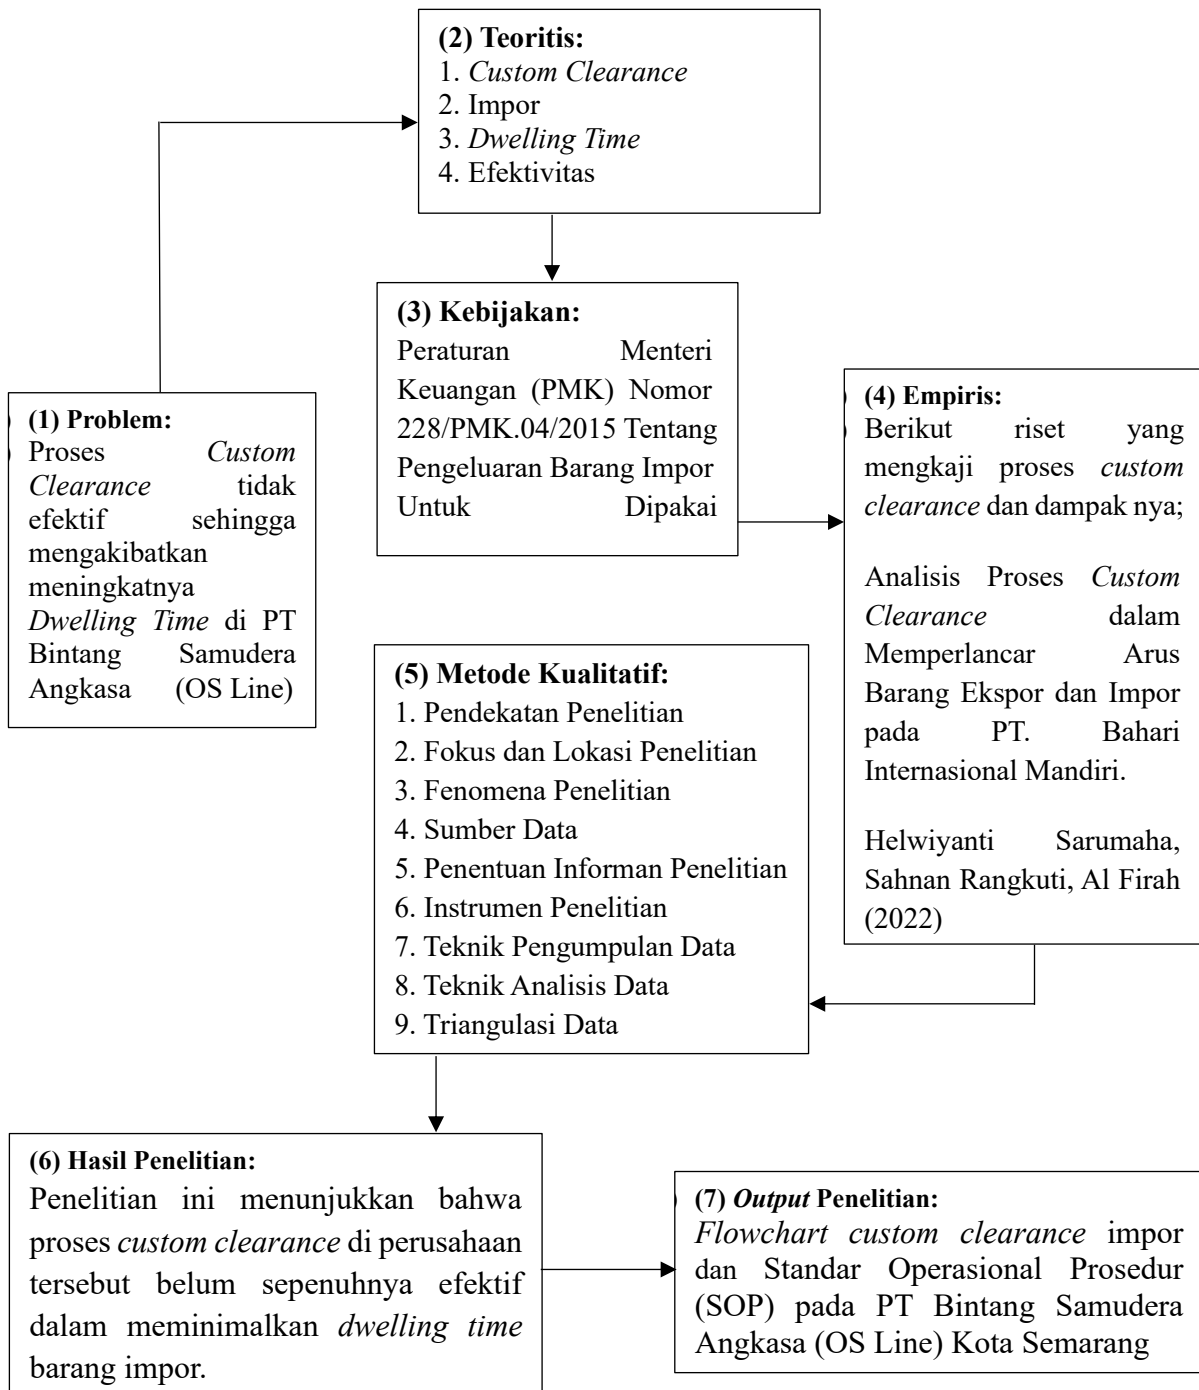 (2) Teoritis:
1. Custom Clearance
2. Impor
3. Dwelling Time
4. Efektivitas
(3) Kebijakan:
Peraturan Menteri
Keuangan (PMK) Nomor
228/PMK.04/2015 Tentang
Pengeluaran Barang Impor
Untuk Dipakai
(1) Problem:
Proses Custom
Clearance tidak
efektif sehingga
mengakibatkan
meningkatnya
Dwelling Time di PT
Bintang Samudera
Angkasa (OS Line)
(4) Empiris:
Berikut riset yang
mengkaji proses custom
clearance dan dampak nya;
Analisis Proses Custom
Clearance dalam
Memperlancar Arus
Barang Ekspor dan Impor
pada PT. Bahari
Internasional Mandiri.
Helwiyanti Sarumaha,
Sahnan Rangkuti, Al Firah
(2022)
(5) Metode Kualitatif:
1. Pendekatan Penelitian
2. Fokus dan Lokasi Penelitian
3. Fenomena Penelitian
4. Sumber Data
5. Penentuan Informan Penelitian
6. Instrumen Penelitian
7. Teknik Pengumpulan Data
8. Teknik Analisis Data
9. Triangulasi Data
(6) Hasil Penelitian:
Penelitian ini menunjukkan bahwa
proses custom clearance di perusahaan
tersebut belum sepenuhnya efektif
dalam meminimalkan dwelling time
barang impor.
(7) Output Penelitian:
Flowchart custom clearance impor
dan Standar Operasional Prosedur
(SOP) pada PT Bintang Samudera
Angkasa (OS Line) Kota Semarang